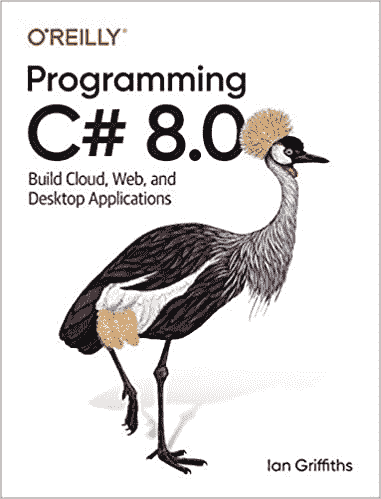 O'REILLY®
Programming
C# 8.0
Build Cloud, Web, and
Desktop Applications
Ian Griffiths